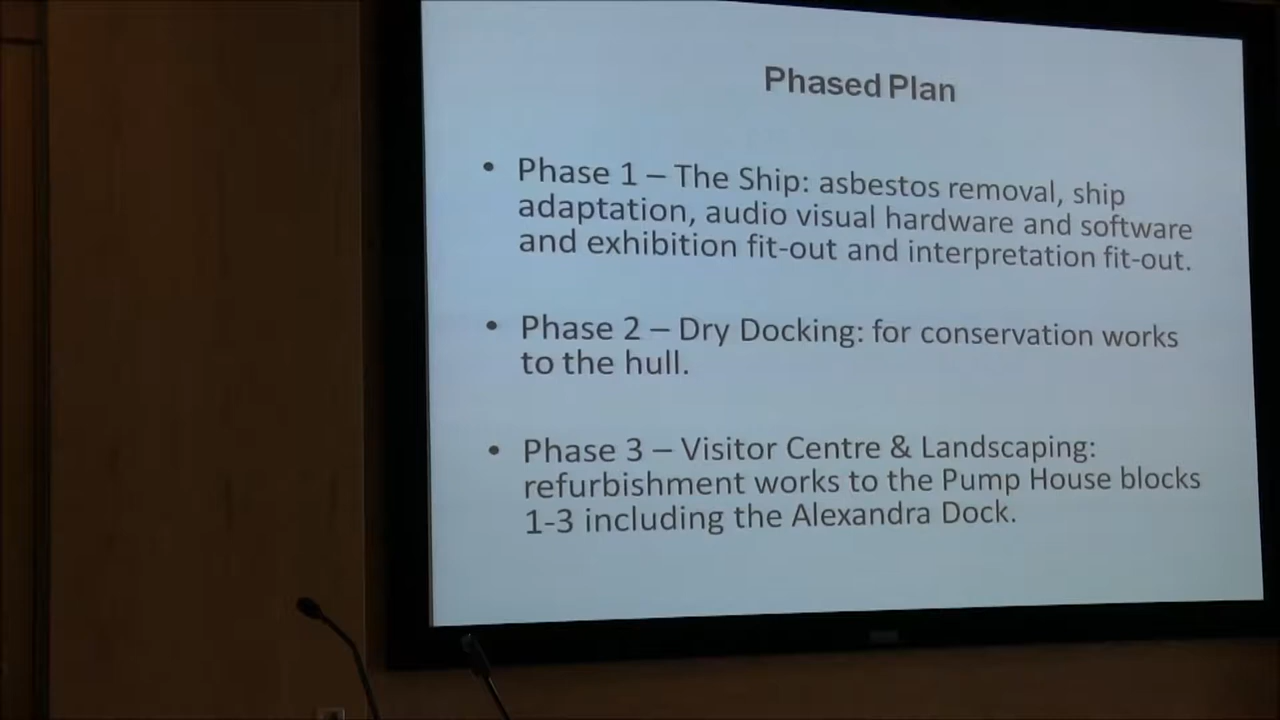 Phased Plan
• Phase 1 – The Ship: asbestos removal, ship
adaptation, audio visual hardware and software
and exhibition fit-out and interpretation fit-out.
• Phase 2 – Dry Docking: for conservation works
to the hull.
• Phase 3 – Visitor Centre & Landscaping:
refurbishment works to the Pump House blocks
1-3 including the Alexandra Dock.